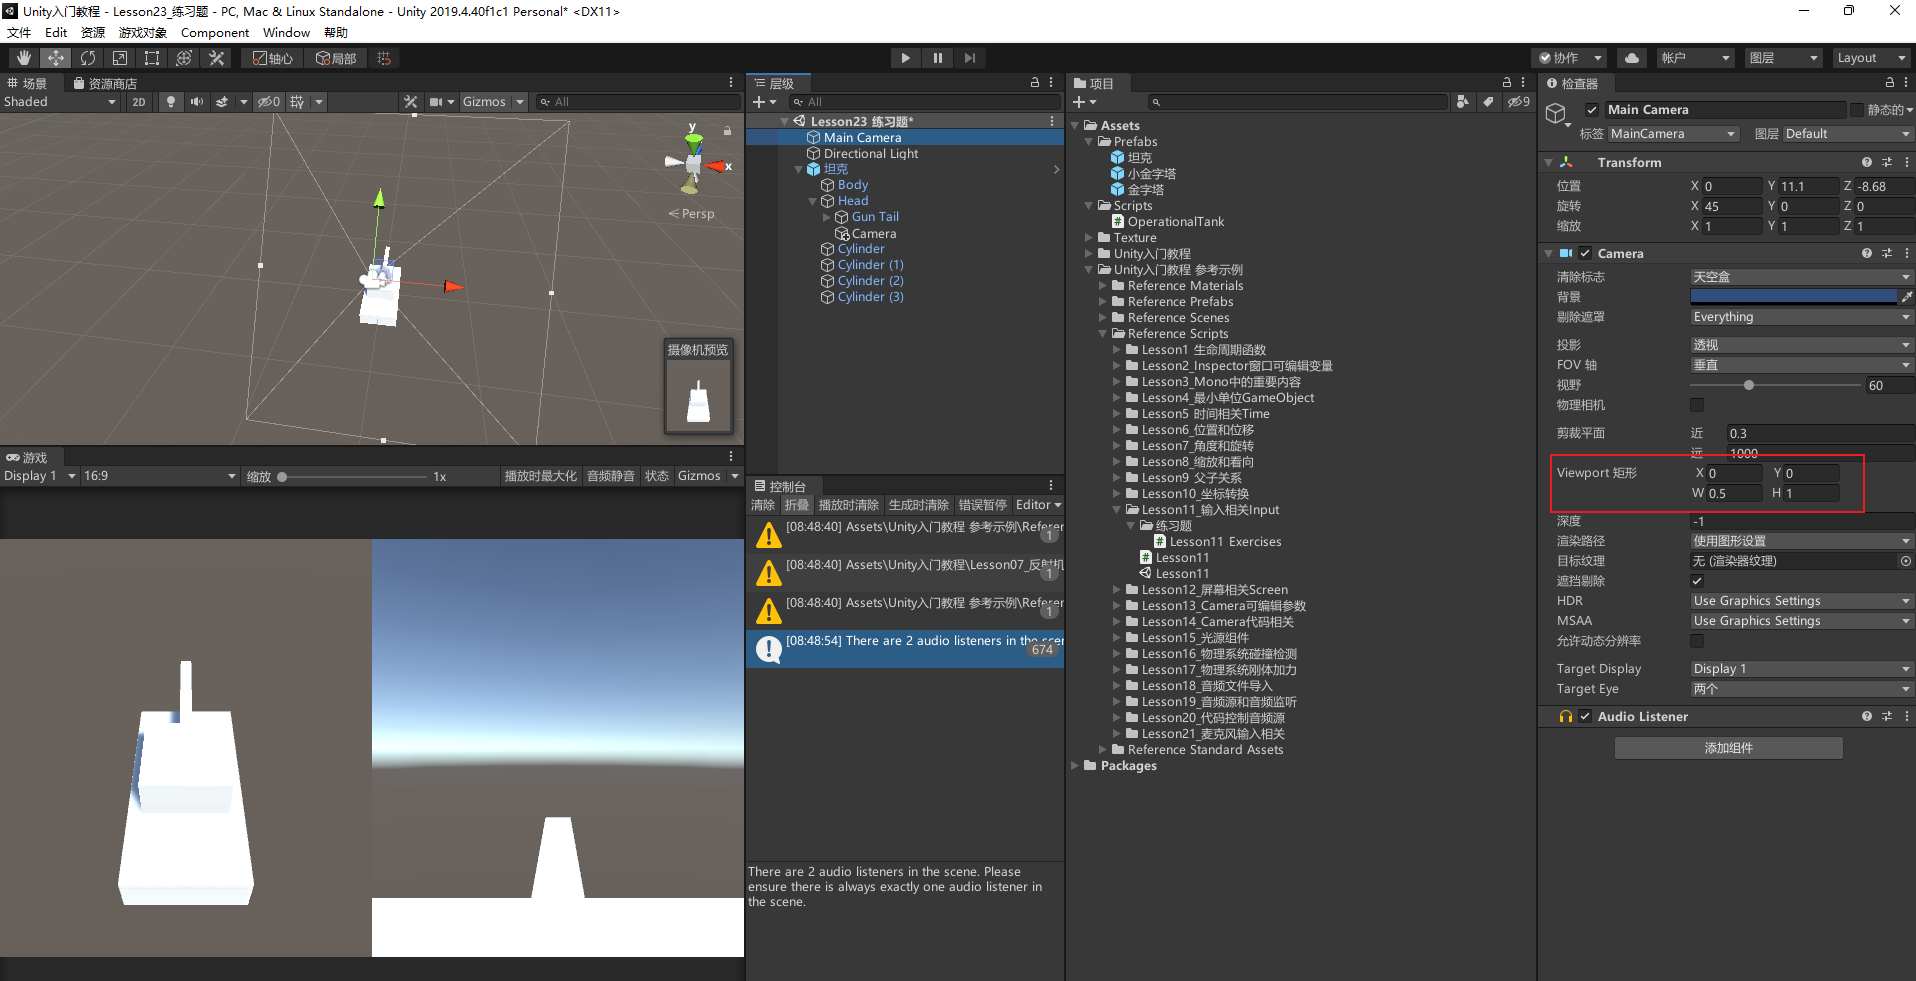 Unity入门教程 - Lesson23_练习题 - PC, Mac & Linux Standalone - Unity 2019.4.40f1c1 Personal* <DX11>
文件 Edit 资源 游戏对象 Component Window 帮助
轴心 局部 协作 帐户 图层 Layout
场景 资源商店
Shaded 2D 0 Gizmos All
y
x
Persp
摄像机预览
游戏
Display 1 16:9 缩放 1x 播放时最大化 音频静音 状态 Gizmos
层级
All
Lesson23_练习题*
Main Camera
Directional Light
坦克
Body
Head
Gun Tail
Camera
Cylinder
Cylinder (1)
Cylinder (2)
Cylinder (3)
控制台
清除 折叠 播放时清除 生成时清除 错误暂停 Editor
[08:48:40] Assets\Unity入门教程 参考示例\Referer
1
[08:48:40] Assets\Unity入门教程\Lesson07_反射机
1
[08:48:40] Assets\Unity入门教程 参考示例\Referer
1
[08:48:54] There are 2 audio listeners in the scer
674
There are 2 audio listeners in the scene. Please
ensure there is always exactly one audio listener in
the scene.
项目
9
Assets
Prefabs
坦克
小金字塔
金字塔
Scripts
OperationalTank
Texture
Unity入门教程
Unity入门教程 参考示例
Reference Materials
Reference Prefabs
Reference Scenes
Reference Scripts
Lesson1_生命周期函数
Lesson2_Inspector窗口可编辑变量
Lesson3_Mono中的重要内容
Lesson4_最小单位GameObject
Lesson5_时间相关Time
Lesson6_位置和位移
Lesson7_角度和旋转
Lesson8_缩放和看向
Lesson9_父子关系
Lesson10_坐标转换
Lesson11_输入相关Input
练习题
Lesson11_Exercises
Lesson11
Lesson11
Lesson12_屏幕相关Screen
Lesson13_Camera可编辑参数
Lesson14_Camera代码相关
Lesson15_光源组件
Lesson16_物理系统碰撞检测
Lesson17_物理系统刚体加力
Lesson18_音频文件导入
Lesson19_音频源和音频监听
Lesson20_代码控制音频源
Lesson21_麦克风输入相关
Reference Standard Assets
Packages
检查器
Main Camera 静态的
标签 MainCamera 图层 Default
Transform
位置 X 0 Y 11.1 Z -8.68
旋转 X 45 Y 0 Z 0
缩放 X 1 Y 1 Z 1
Camera
清除标志 天空盒
背景
剔除遮罩 Everything
投影 透视
FOV 轴 垂直
视野 60
物理相机
剪裁平面 近 0.3
远 1000
Viewport 矩形 X 0 Y 0
W 0.5 H 1
深度 -1
渲染路径 使用图形设置
目标纹理 无 (渲染器纹理)
遮挡剔除
HDR Use Graphics Settings
MSAA Use Graphics Settings
允许动态分辨率
Target Display Display 1
Target Eye 两个
Audio Listener
添加组件